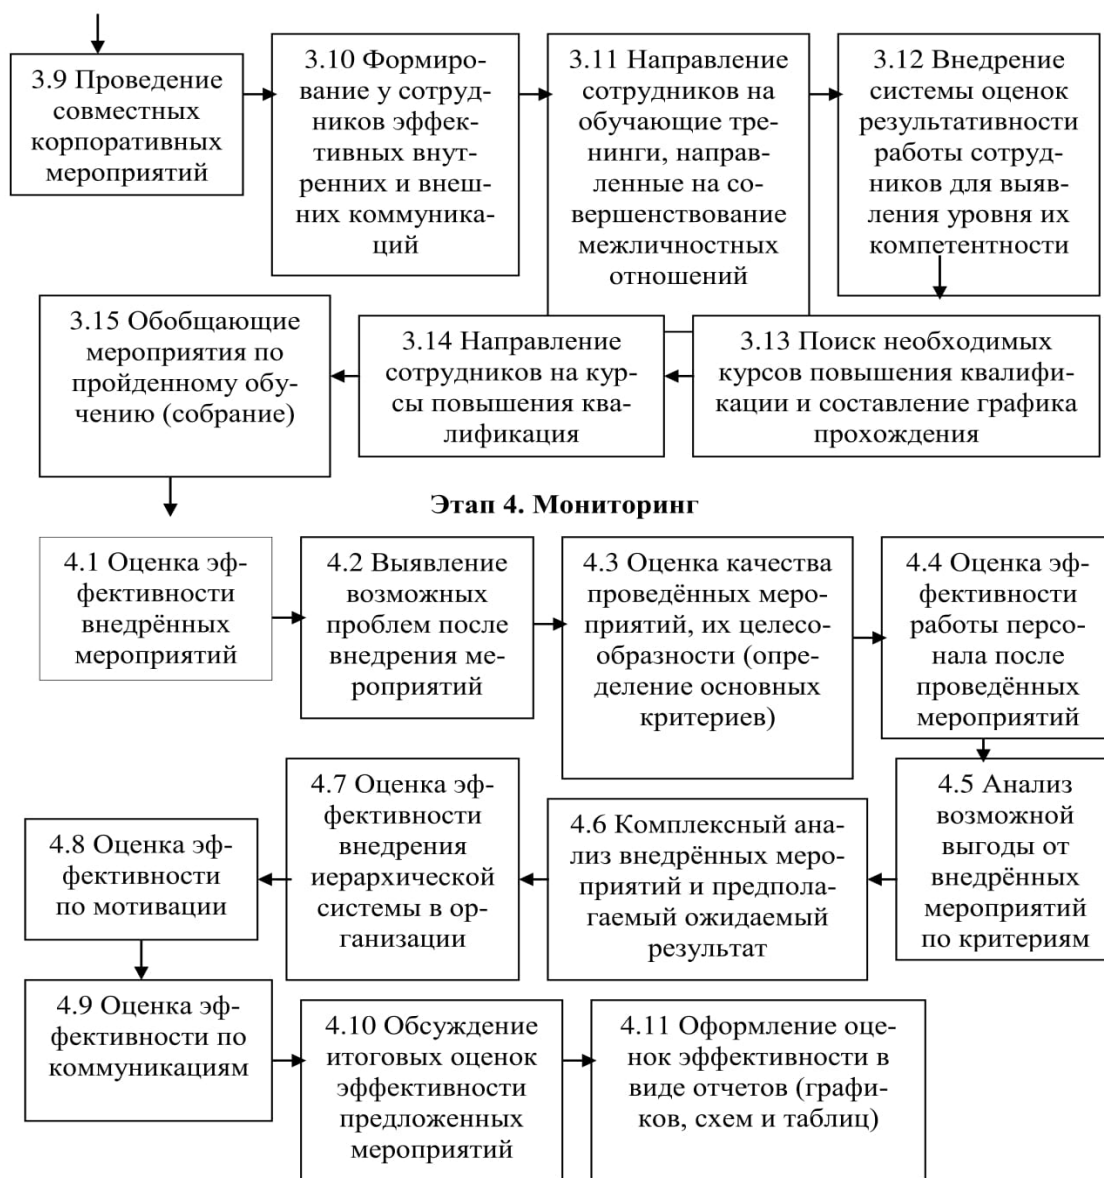 3.9 Проведение
совместных
корпоративных
мероприятий
3.10 Формиро-
вание у сотруд-
ников эффек-
тивных внут-
ренних и внеш-
них коммуника-
ций
3.11 Направление
сотрудников на
обучающие тре-
нинги, направ-
ленные на со-
вершенствование
межличностных
отношений
3.12 Внедрение
системы оценок
результативности
работы сотруд-
ников для выяв-
ления уровня их
компетентности
3.13 Поиск необходимых
курсов повышения квалифи-
кации и составление графика
прохождения
3.14 Направление
сотрудников на кур-
сы повышения ква-
лификация
3.15 Обобщающие
мероприятия по
пройденному обу-
чению (собрание)
Этап 4. Мониторинг
4.1 Оценка эф-
фективности
внедрённых
мероприятий
4.2 Выявление
возможных
проблем после
внедрения ме-
роприятий
4.3 Оценка качества
проведённых меро-
приятий, их целесо-
образности (опре-
деление основных
критериев)
4.4 Оценка эф-
фективности
работы персо-
нала после
проведённых
мероприятий
4.5 Анализ
возможной
выгоды от
внедрённых
мероприятий
по критериям
4.6 Комплексный ана-
лиз внедрённых меро-
приятий и предпола-
гаемый ожидаемый
результат
4.7 Оценка эф-
фективности
внедрения
иерархической
системы в ор-
ганизации
4.8 Оценка эф-
фективности
по мотивации
4.9 Оценка эф-
фективности по
коммуникациям
4.10 Обсуждение
итоговых оценок
эффективности
предложенных
мероприятий
4.11 Оформление оце-
нок эффективности в
виде отчетов (графи-
ков, схем и таблиц)